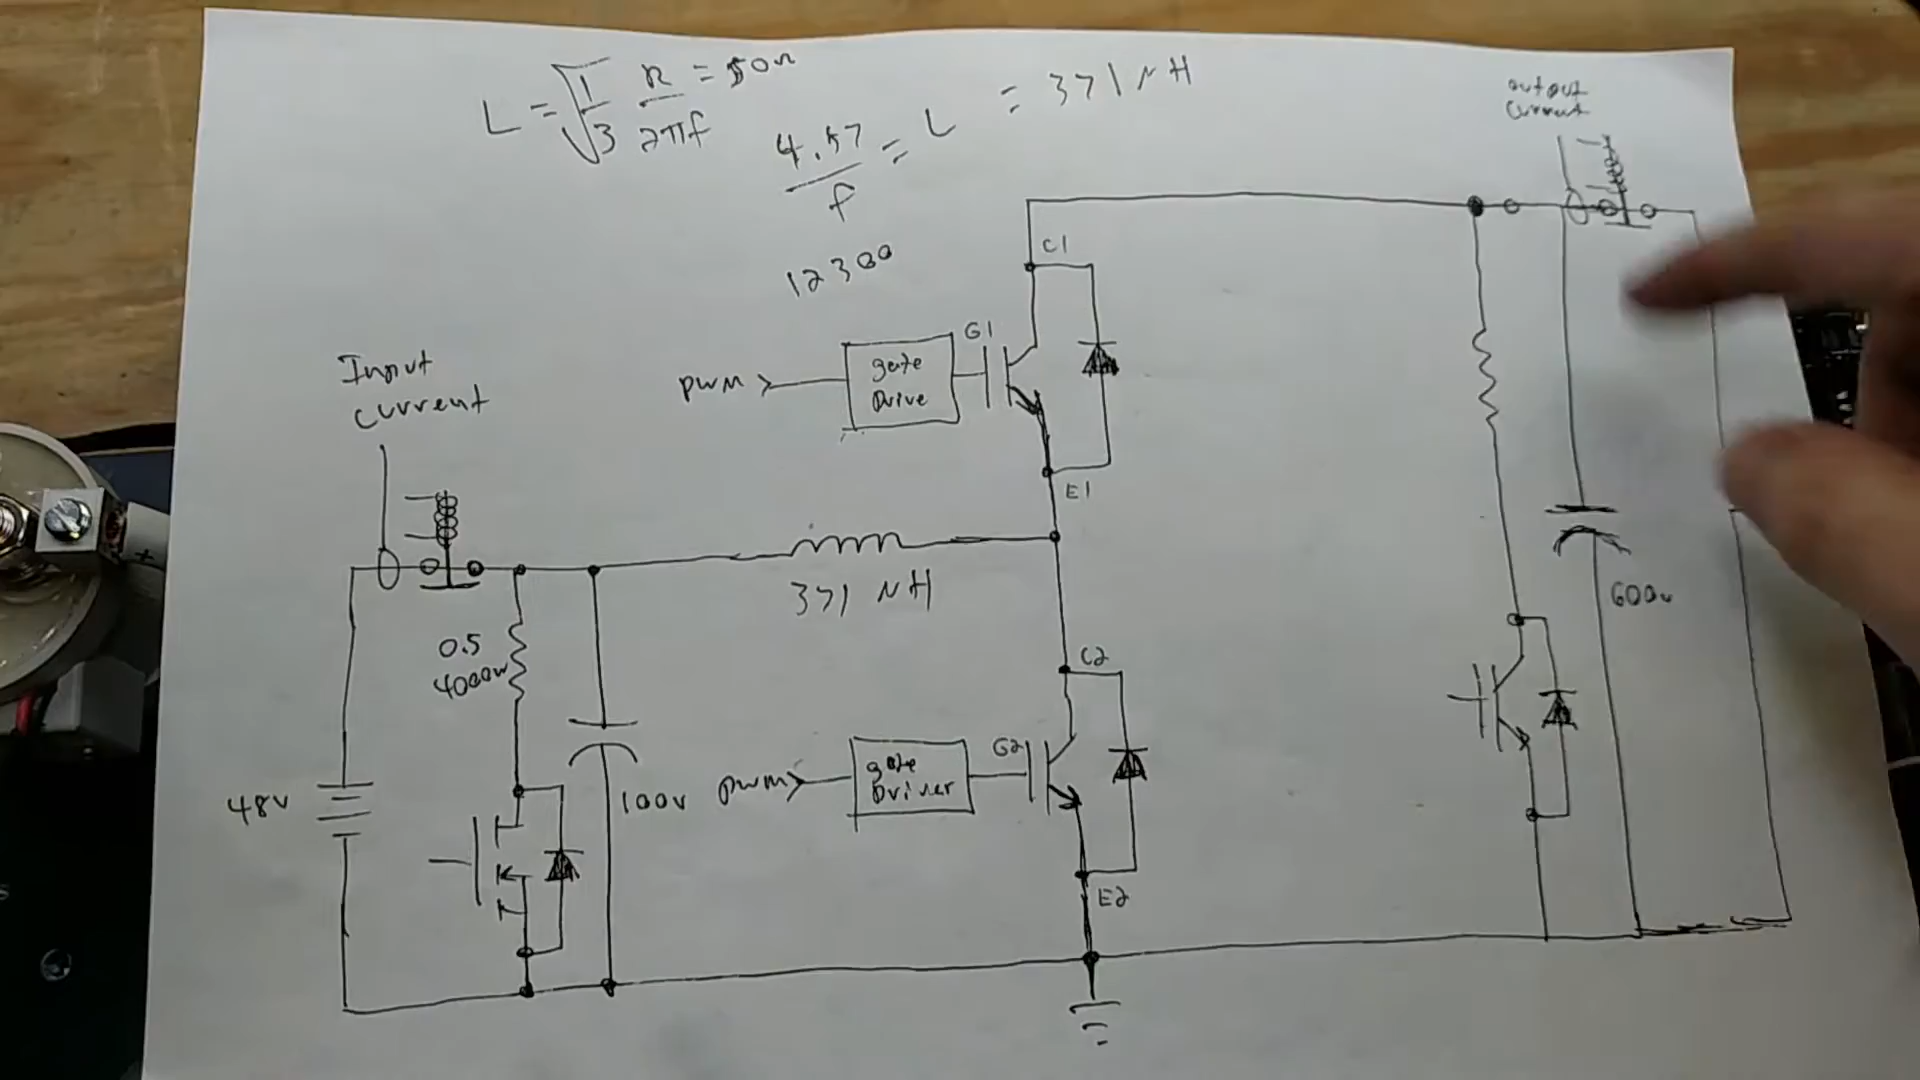 L = √1/3 R/2πf = 50Ω
4.57/f = L = 371 NH
12300
output
current
C1
G1
gate
Drive
pwm
E1
Input
current
371 NH
0.5
4000w
C2
G2
gate
Driver
pwm
600v
48v
100v
E2
+